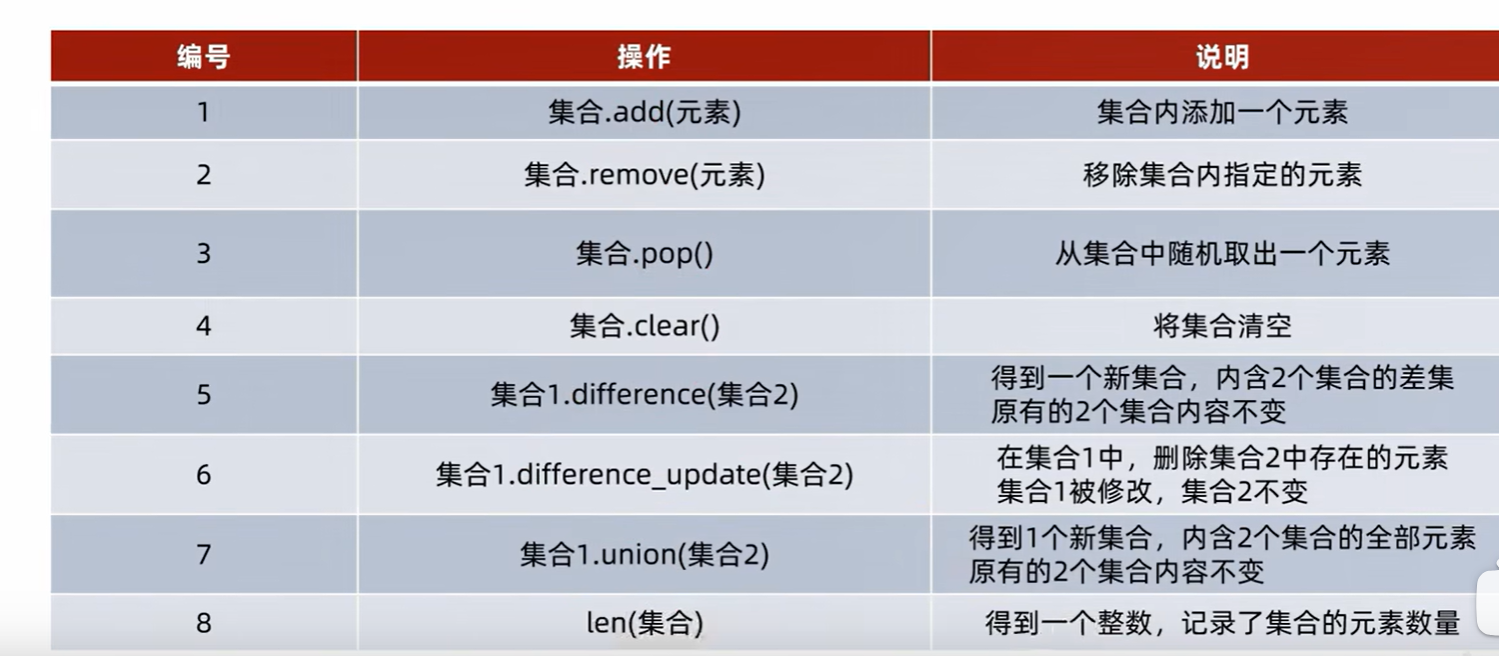 编号 操作 说明
1 集合.add(元素) 集合内添加一个元素
2 集合.remove(元素) 移除集合内指定的元素
3 集合.pop() 从集合中随机取出一个元素
4 集合.clear() 将集合清空
5 集合1.difference(集合2) 得到一个新集合，内含2个集合的差集
原有的2个集合内容不变
6 集合1.difference_update(集合2) 在集合1中，删除集合2中存在的元素
集合1被修改，集合2不变
7 集合1.union(集合2) 得到1个新集合，内含2个集合的全部元素
原有的2个集合内容不变
8 len(集合) 得到一个整数，记录了集合的元素数量